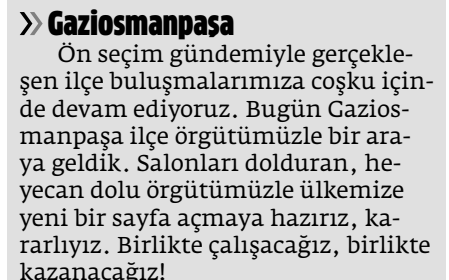 » Gaziosmanpaşa
Ön seçim gündemiyle gerçekle-
şen ilçe buluşmalarımıza coşku için-
de devam ediyoruz. Bugün Gazios-
manpaşa ilçe örgütümüzle bir ara-
ya geldik. Salonları dolduran, he-
yecan dolu örgütümüzle ülkemize
yeni bir sayfa açmaya hazırız, ka-
rarlıyız. Birlikte çalışacağız, birlikte
kazanacağız!